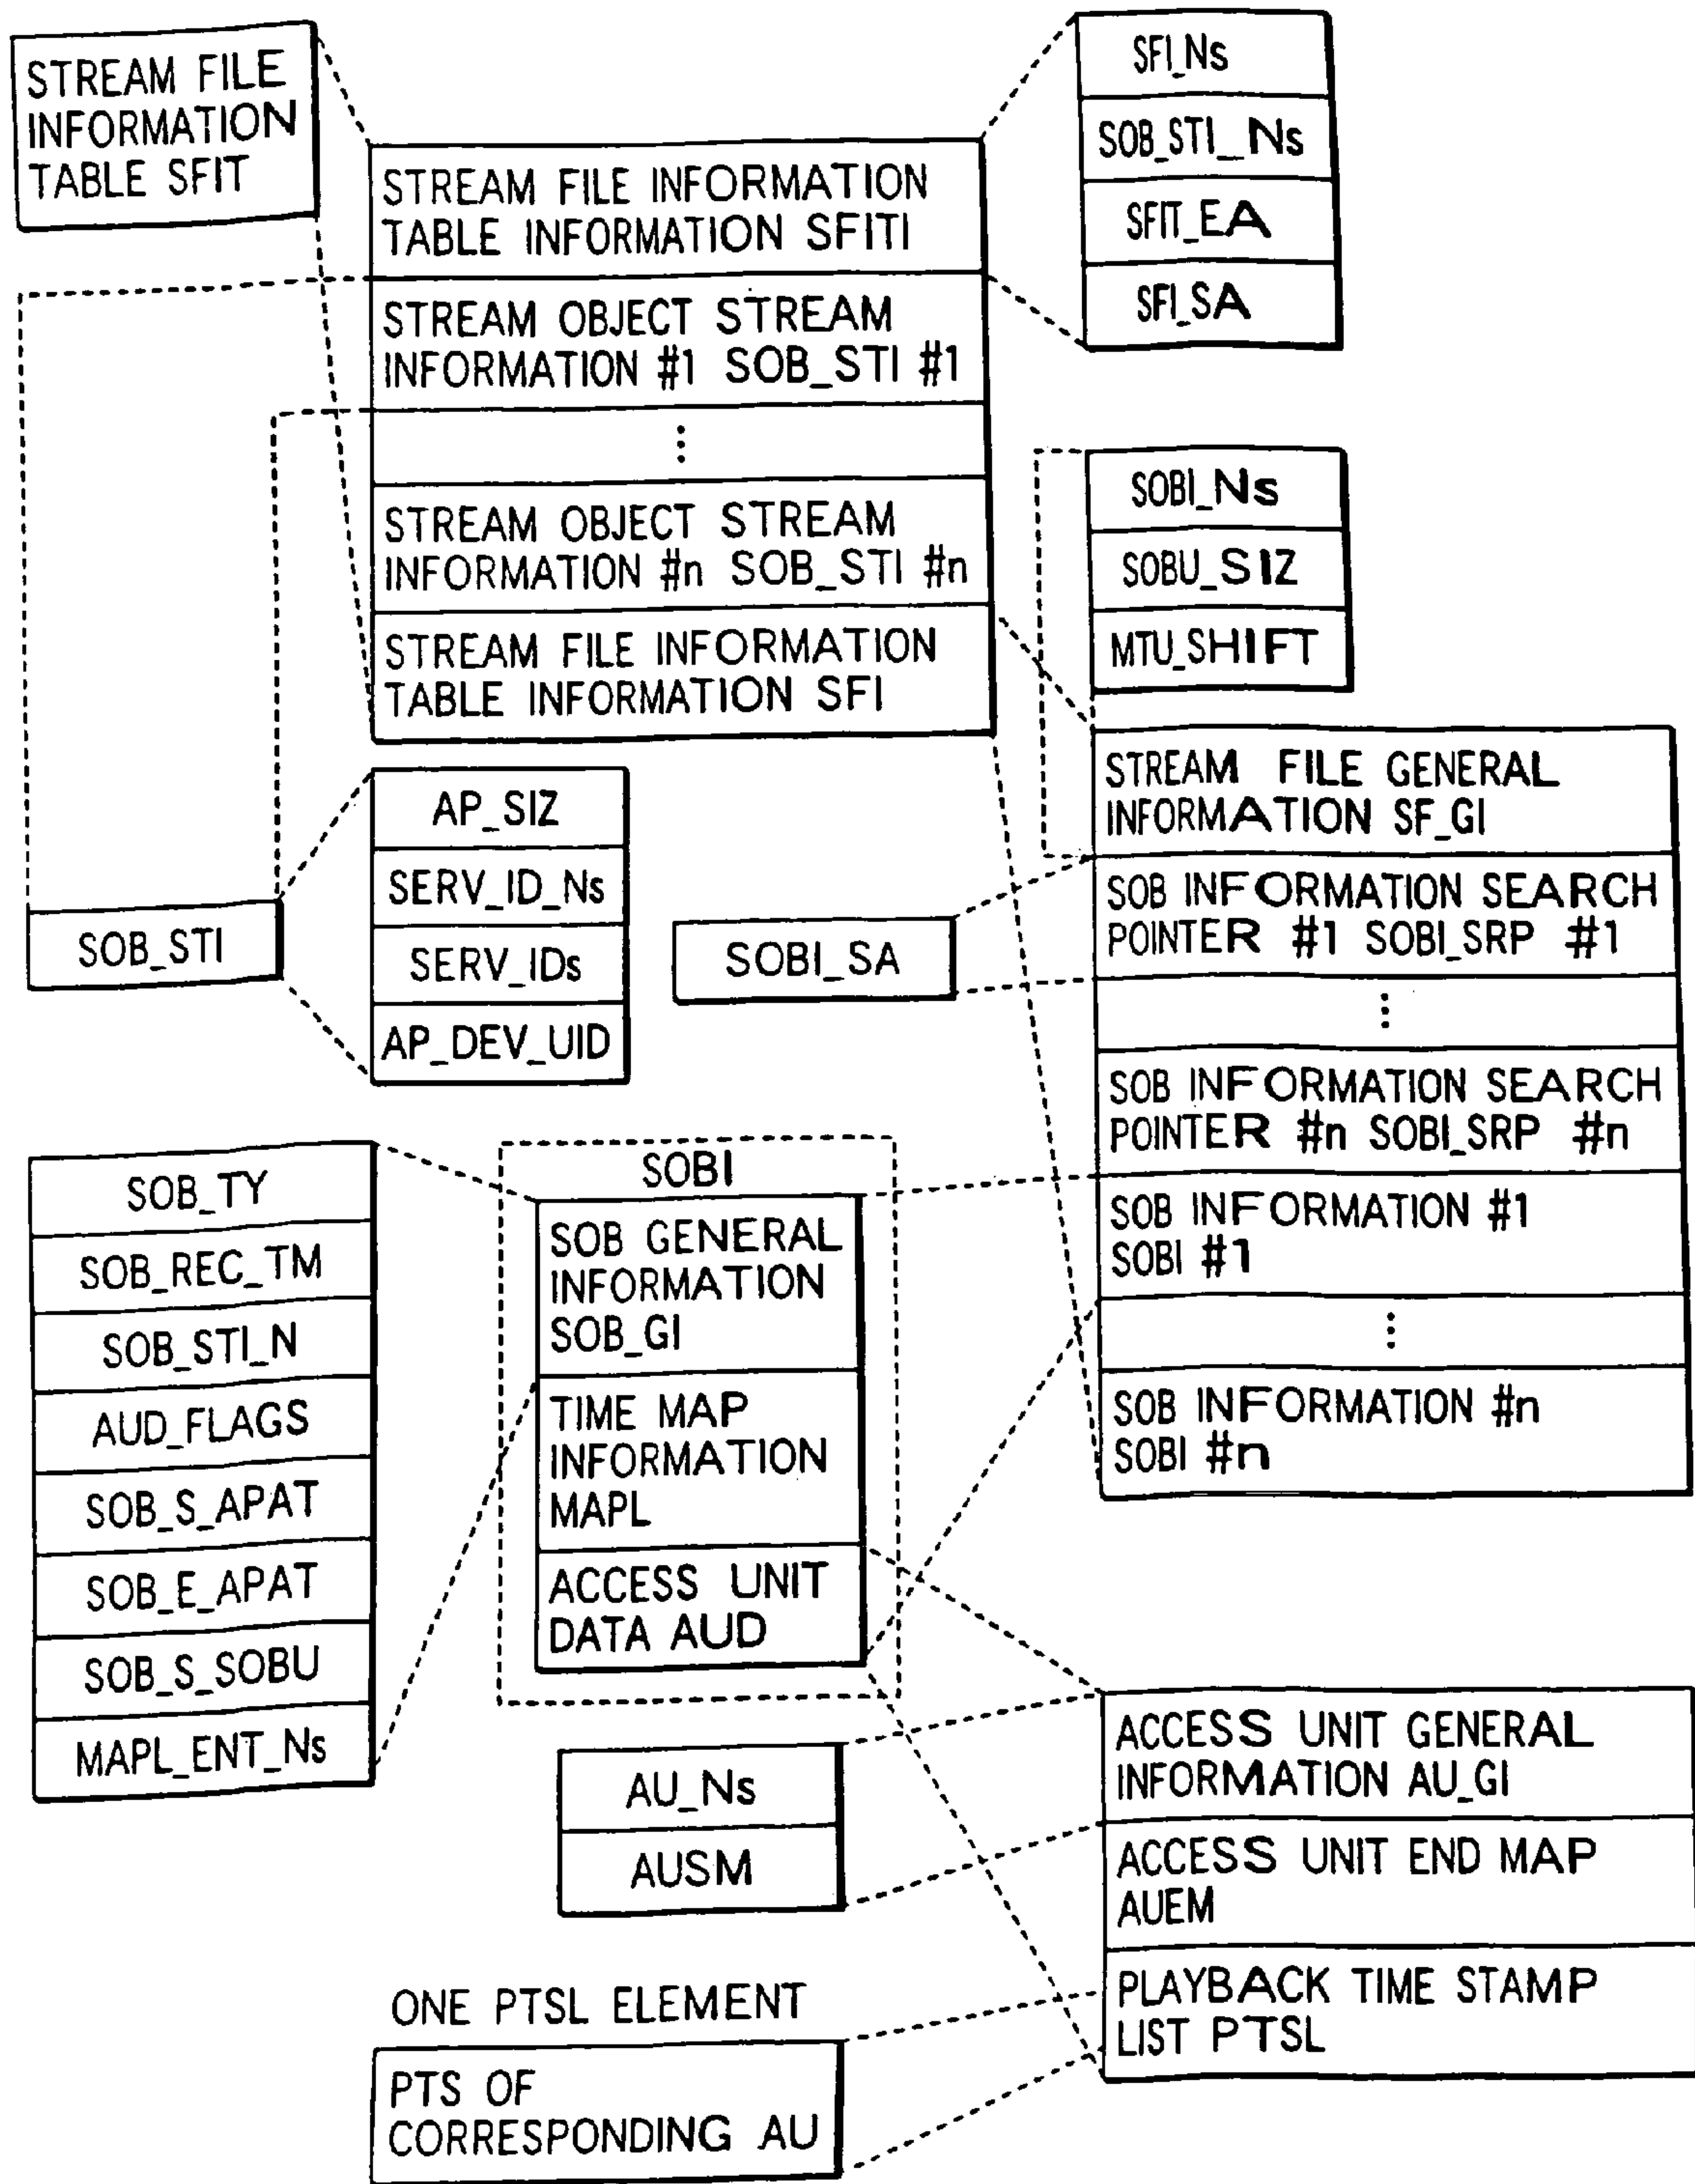 STREAM FILE
INFORMATION
TABLE SFIT
STREAM FILE INFORMATION
TABLE INFORMATION SFITI
STREAM OBJECT STREAM
INFORMATION #1 SOB_STI #1
⋮
STREAM OBJECT STREAM
INFORMATION #n SOB_STI #n
STREAM FILE INFORMATION
TABLE INFORMATION SFI
SFI_Ns
SOB_STI_Ns
SFIT_EA
SFI_SA
SOBI_Ns
SOBU_SIZ
MTU_SHIFT
STREAM FILE GENERAL
INFORMATION SF_GI
SOB INFORMATION SEARCH
POINTER #1 SOBI_SRP #1
⋮
SOB INFORMATION SEARCH
POINTER #n SOBI_SRP #n
SOB INFORMATION #1
SOBI #1
⋮
SOB INFORMATION #n
SOBI #n
SOB_STI
AP_SIZ
SERV_ID_Ns
SERV_IDs
AP_DEV_UID
SOBI_SA
SOB_TY
SOB_REC_TM
SOB_STI_N
AUD_FLAGS
SOB_S_APAT
SOB_E_APAT
SOB_S_SOBU
MAPL_ENT_Ns
SOBI
SOB GENERAL
INFORMATION
SOB_GI
TIME MAP
INFORMATION
MAPL
ACCESS UNIT
DATA AUD
AU_Ns
AUSM
ACCESS UNIT GENERAL
INFORMATION AU_GI
ACCESS UNIT END MAP
AUEM
PLAYBACK TIME STAMP
LIST PTSL
ONE PTSL ELEMENT
PTS OF
CORRESPONDING AU